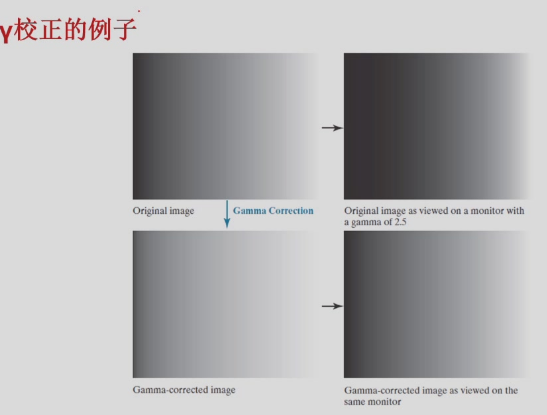 γ校正的例子
Original image
Gamma Correction
Original image as viewed on a monitor with
a gamma of 2.5
Gamma-corrected image
Gamma-corrected image as viewed on the
same monitor